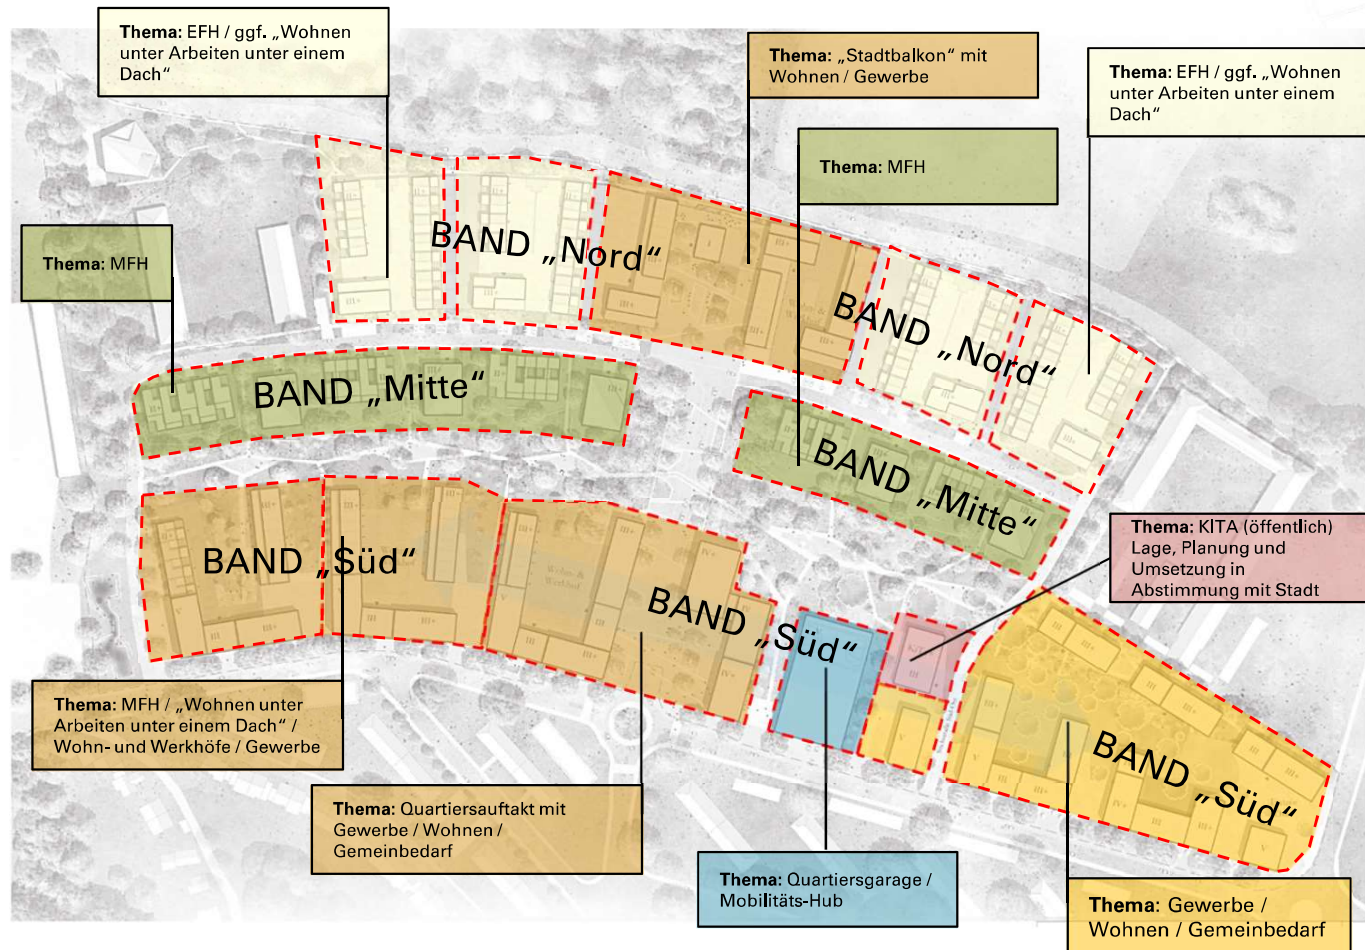 Thema: EFH / ggf. „Wohnen
unter Arbeiten unter einem
Dach“
Thema: „Stadtbalkon“ mit
Wohnen / Gewerbe
Thema: EFH / ggf. „Wohnen
unter Arbeiten unter einem
Dach“
Thema: MFH
Thema: MFH
BAND „Nord“
BAND „Nord“
BAND „Mitte“
BAND „Mitte“
BAND „Süd“
BAND „Süd“
BAND „Süd“
Wohn- &
Werkhof
Thema: KITA (öffentlich)
Lage, Planung und
Umsetzung in
Abstimmung mit Stadt
Thema: MFH / „Wohnen unter
Arbeiten unter einem Dach“ /
Wohn- und Werkhöfe / Gewerbe
Thema: Quartiersauftakt mit
Gewerbe / Wohnen /
Gemeinbedarf
Thema: Quartiersgarage /
Mobilitäts-Hub
Thema: Gewerbe /
Wohnen / Gemeinbedarf